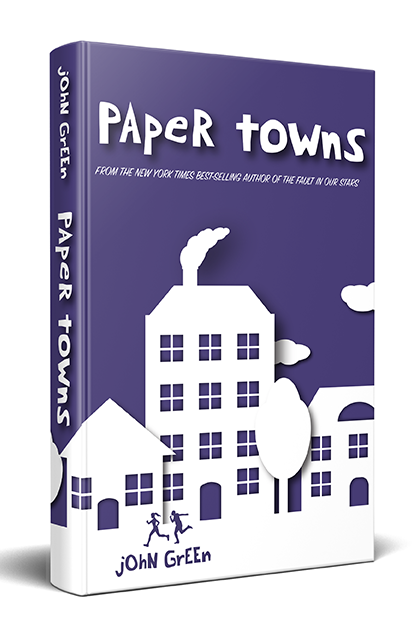 JOHN GREEN
PAPER TOWNS
PAPER TOWNS
FROM THE NEW YORK TIMES BEST-SELLING AUTHOR OF THE FAULT IN OUR STARS
JOHN GREEN